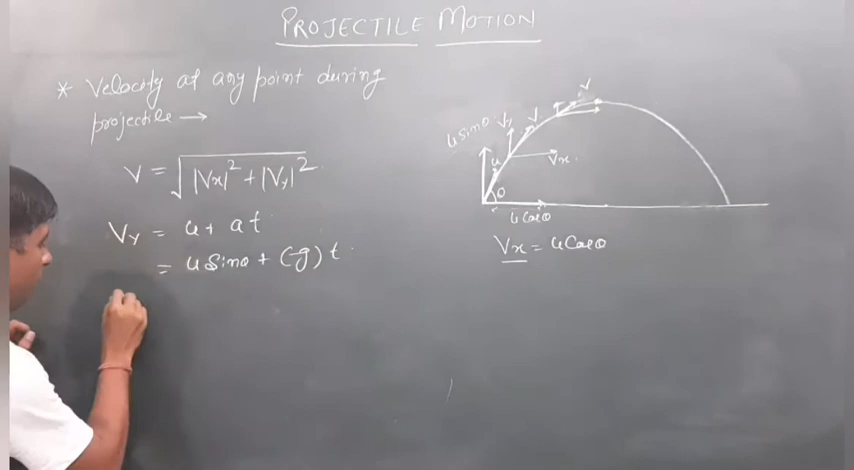 PROJECTILE MOTION
* Velocity at any point during
projectile →
V = √|Vx|² + |Vy|²
Vy = u + at
= u Sinθ + (-g) t
u sinθ
Vy
V
V
u
Vx
θ
u Cosθ
Vx = u Cosθ